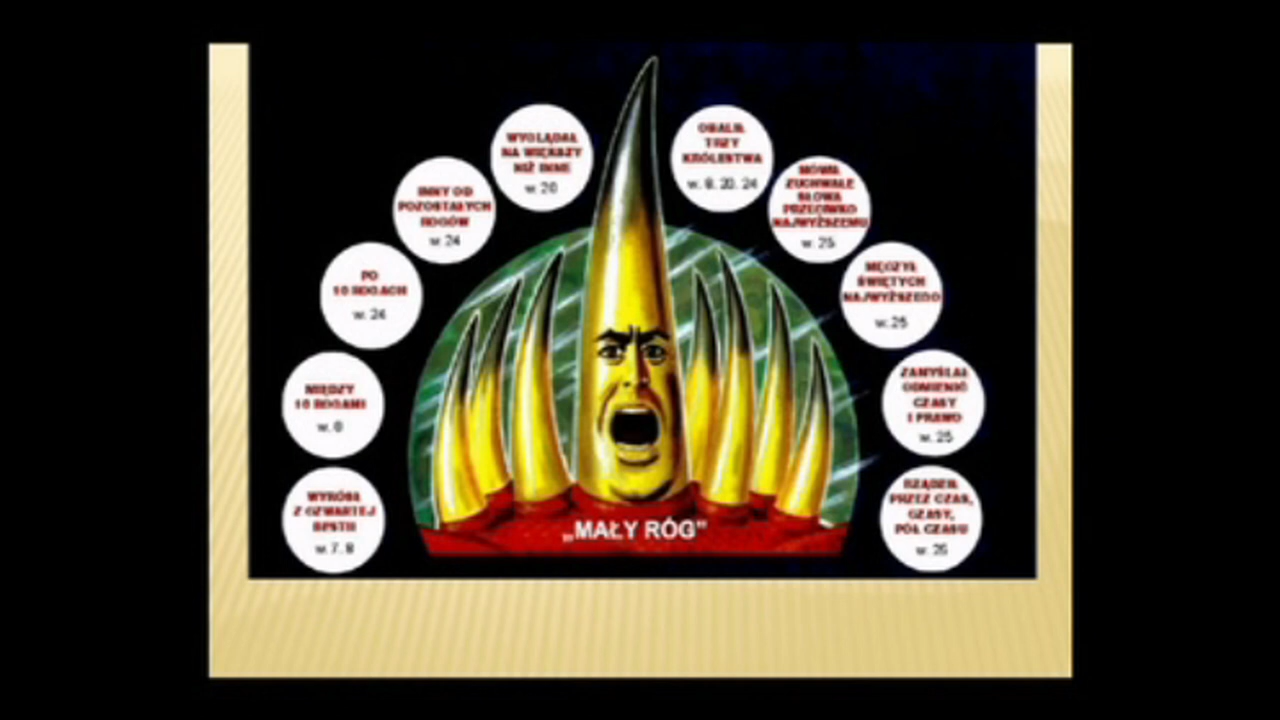 WYGLĄDAŁ
NA WIĘKSZY
NIŻ INNE
w. 20
OBALIŁ
TRZY
KRÓLESTWA
w. 8. 20. 24
INNY OD
POZOSTAŁYCH
ROGÓW
w. 24
MÓWIŁ
ZUCHWAŁE
SŁOWA
PRZECIWKO
NAJWYŻSZEMU
w. 25
PO
10 ROGACH
w. 24
MĘCZYŁ
ŚWIĘTYCH
NAJWYŻSZEGO
w. 25
MIĘDZY
10 ROGAMI
w. 8
ZAMYŚLAŁ
ODMIENIĆ
CZASY
I PRAWO
w. 25
WYRÓSŁ
Z CZWARTEJ
BESTII
w. 7. 8
RZĄDZIŁ
PRZEZ CZAS,
CZASY,
PÓŁ CZASU
w. 25
„MAŁY RÓG”